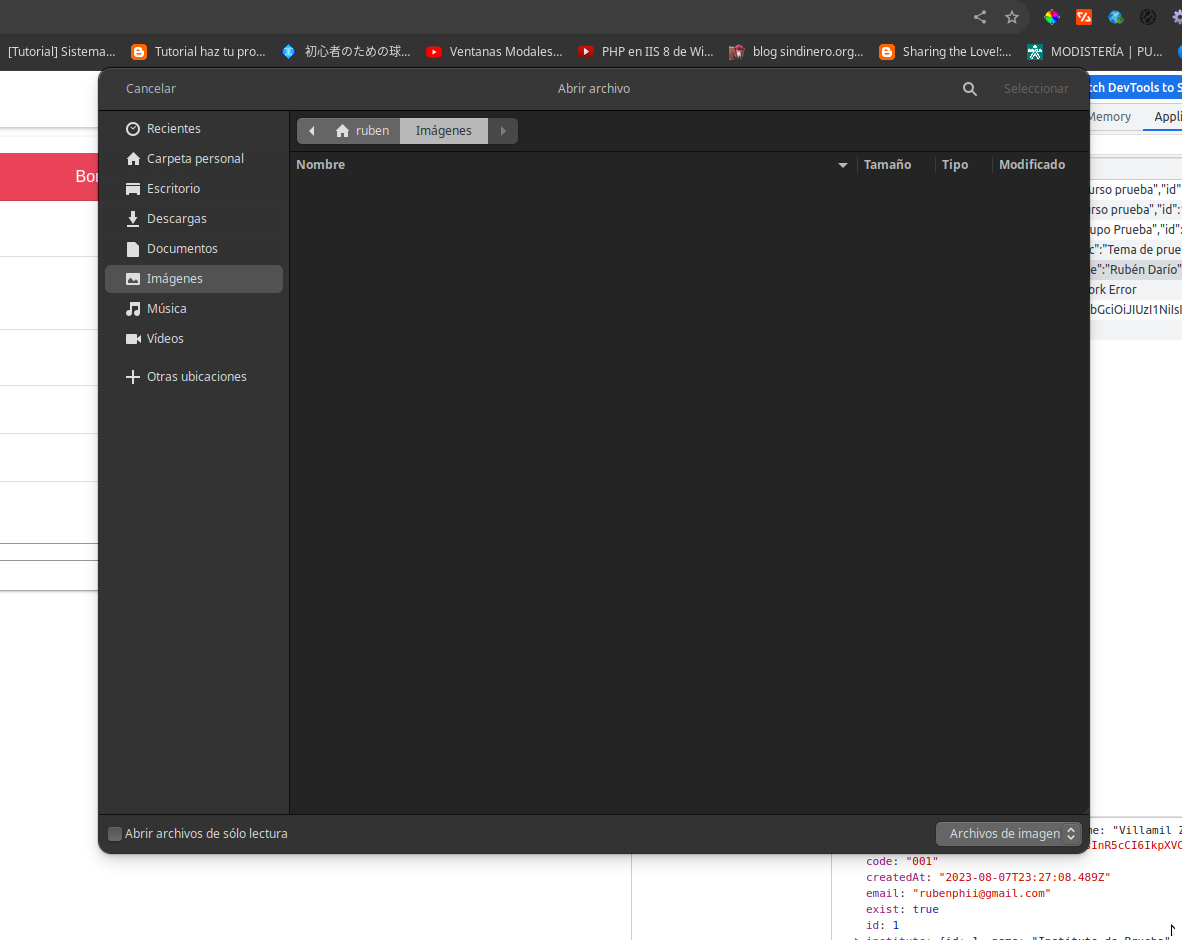 [Tutorial] Sistema... Tutorial haz tu pro... 初心者のための球... Ventanas Modales... PHP en IIS 8 de Wi... blog sindinero.org... Sharing the Love!:... MODISTERÍA | PU...
Cancelar Abrir archivo Seleccionar
tch DevTools to S
Memory Appli
Recientes
Carpeta personal
Escritorio
Descargas
Documentos
Imágenes
Música
Vídeos
Otras ubicaciones
ruben Imágenes
Nombre Tamaño Tipo Modificado
Bor
urso prueba","id"
urso prueba","id":
upo Prueba","id":
c":"Tema de prue
e":"Rubén Darío"
ork Error
Abrir archivos de sólo lectura Archivos de imagen
me: "Villamil Z
code: "001"
createdAt: "2023-08-07T23:27:08.489Z"
email: "rubenphii@gmail.com"
exist: true
id: 1